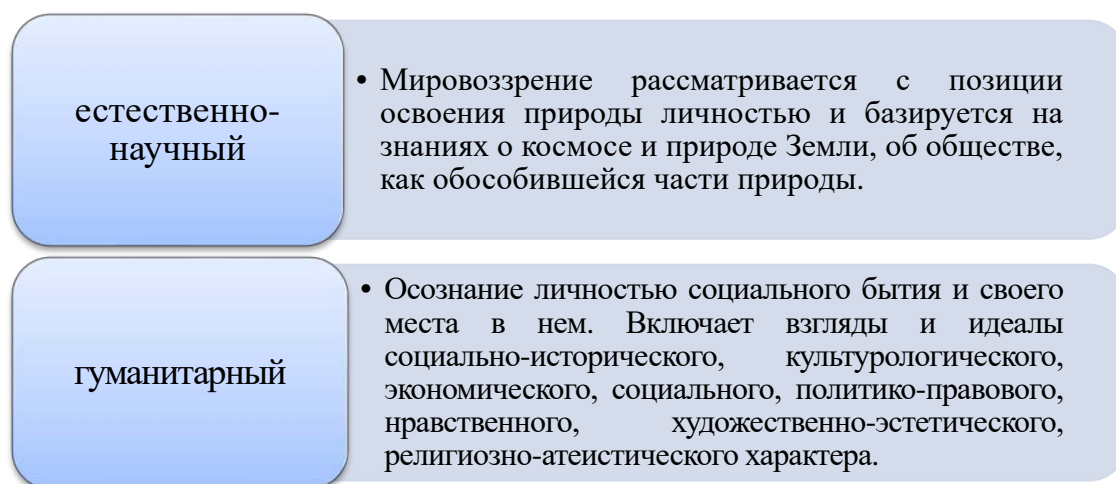 естественно-
научный
• Мировоззрение рассматривается с позиции
освоения природы личностью и базируется на
знаниях о космосе и природе Земли, об обществе,
как обособившейся части природы.
гуманитарный
• Осознание личностью социального бытия и своего
места в нем. Включает взгляды и идеалы
социально-исторического, культурологического,
экономического, социального, политико-правового,
нравственного, художественно-эстетического,
религиозно-атеистического характера.